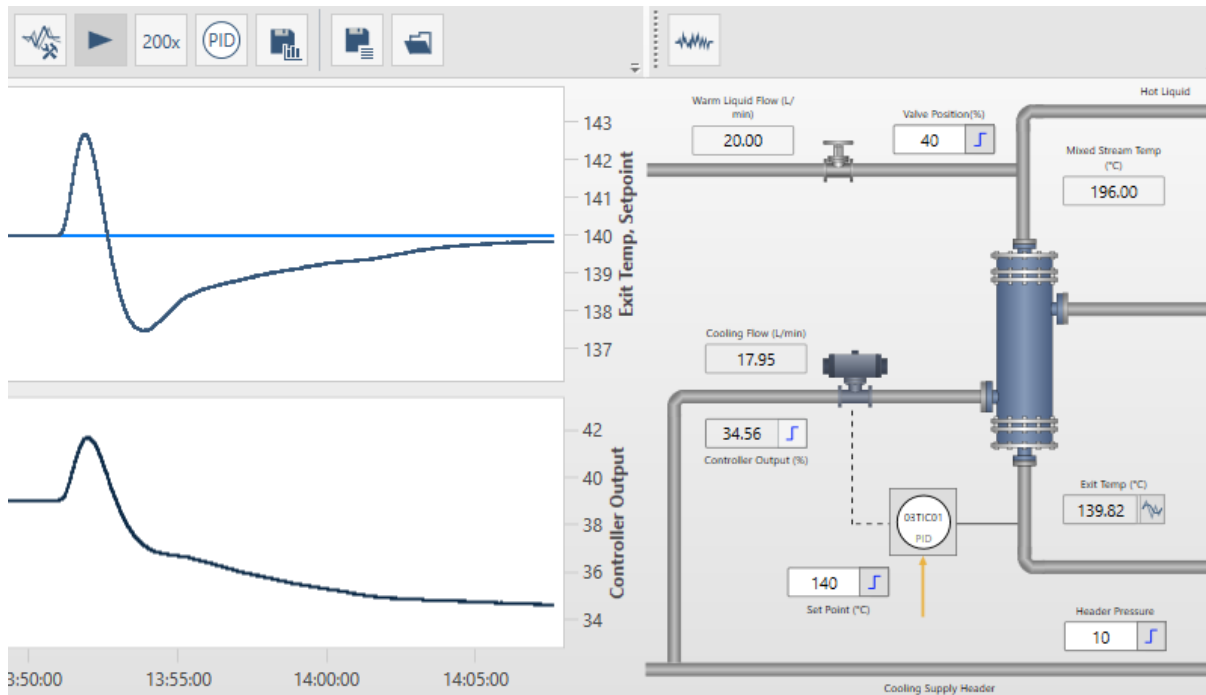 200x
PID
143
142
141
140
139
138
137
Exit Temp, Setpoint
42
40
38
36
34
Controller Output
3:50:00
13:55:00
14:00:00
14:05:00
Hot Liquid
Warm Liquid Flow (L/
min)
20.00
Valve Position(%)
40
Mixed Stream Temp
(°C)
196.00
Cooling Flow (L/min)
17.95
34.56
Controller Output (%)
Exit Temp (°C)
139.82
03TIC01
PID
140
Set Point (°C)
Header Pressure
10
Cooling Supply Header